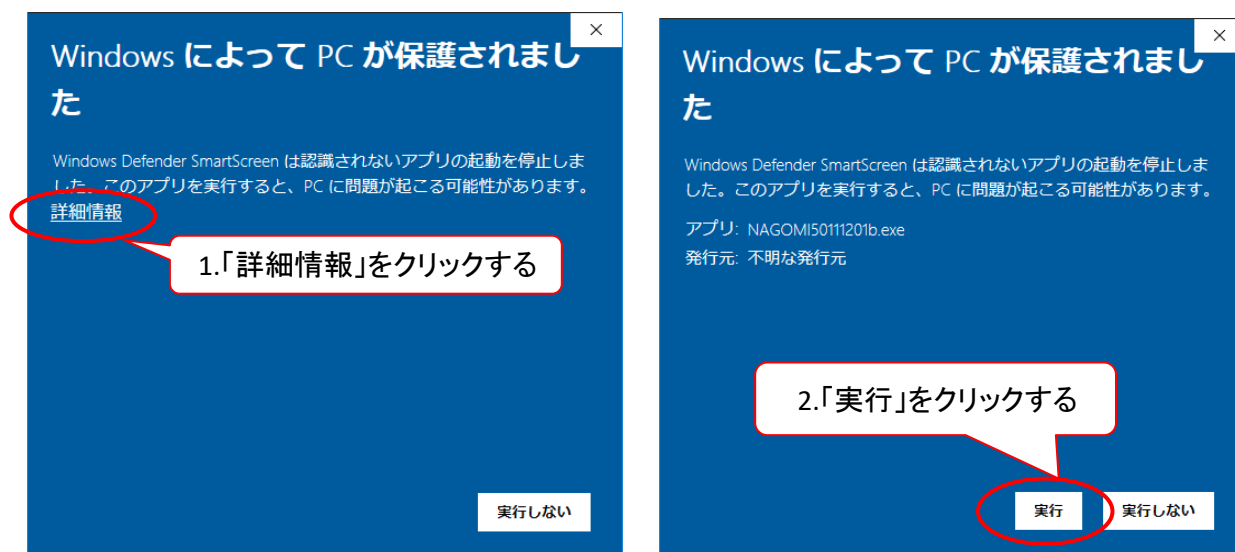 ×
Windows によって PC が保護されまし
た
Windows Defender SmartScreen は認識されないアプリの起動を停止しま
した。このアプリを実行すると、PC に問題が起こる可能性があります。
詳細情報
1.「詳細情報」をクリックする
実行しない
×
Windows によって PC が保護されまし
た
Windows Defender SmartScreen は認識されないアプリの起動を停止しま
した。このアプリを実行すると、PC に問題が起こる可能性があります。
アプリ: NAGOMI50111201b.exe
発行元: 不明な発行元
2.「実行」をクリックする
実行 実行しない